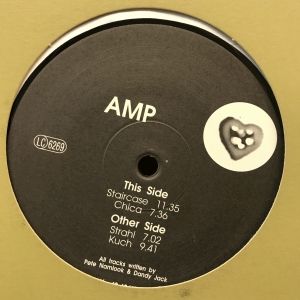 AMP
LC 6269
This Side
Staircase 11.35
Chica 7.36
Other Side
Strahl 7.02
Kuch 9.41
All tracks written by
Pete Namlook & Dandy Jack